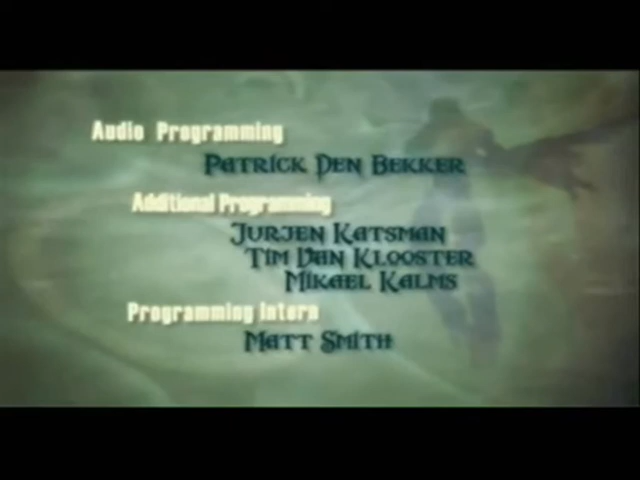 Audio Programming
Patrick Den Bekker
Additional Programming
Jurjen Katsman
Tim Van Klooster
Mikael Kalms
Programming Intern
Matt Smith